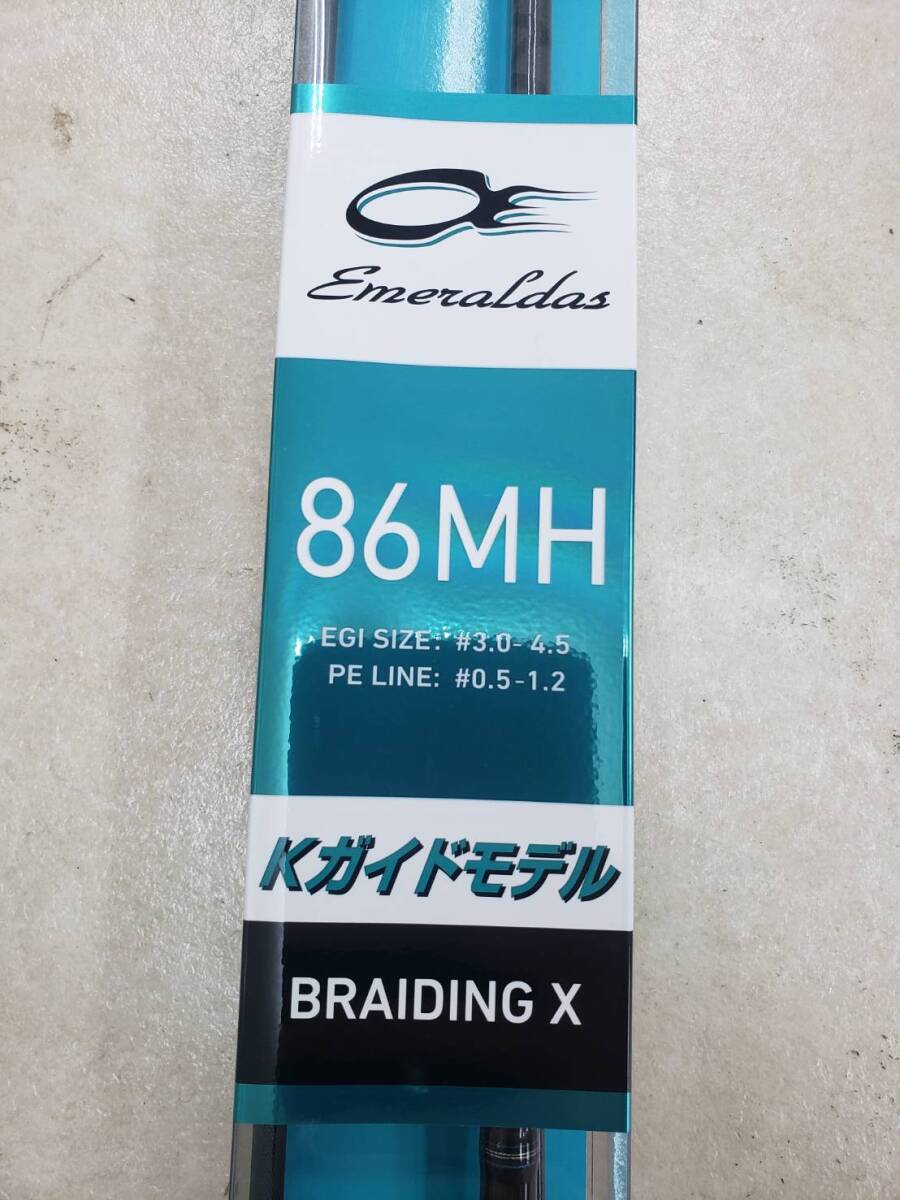 Emeraldas
86MH
EGI SIZE: #3.0-4.5
PE LINE: #0.5-1.2
Kガイドモデル
BRAIDING X